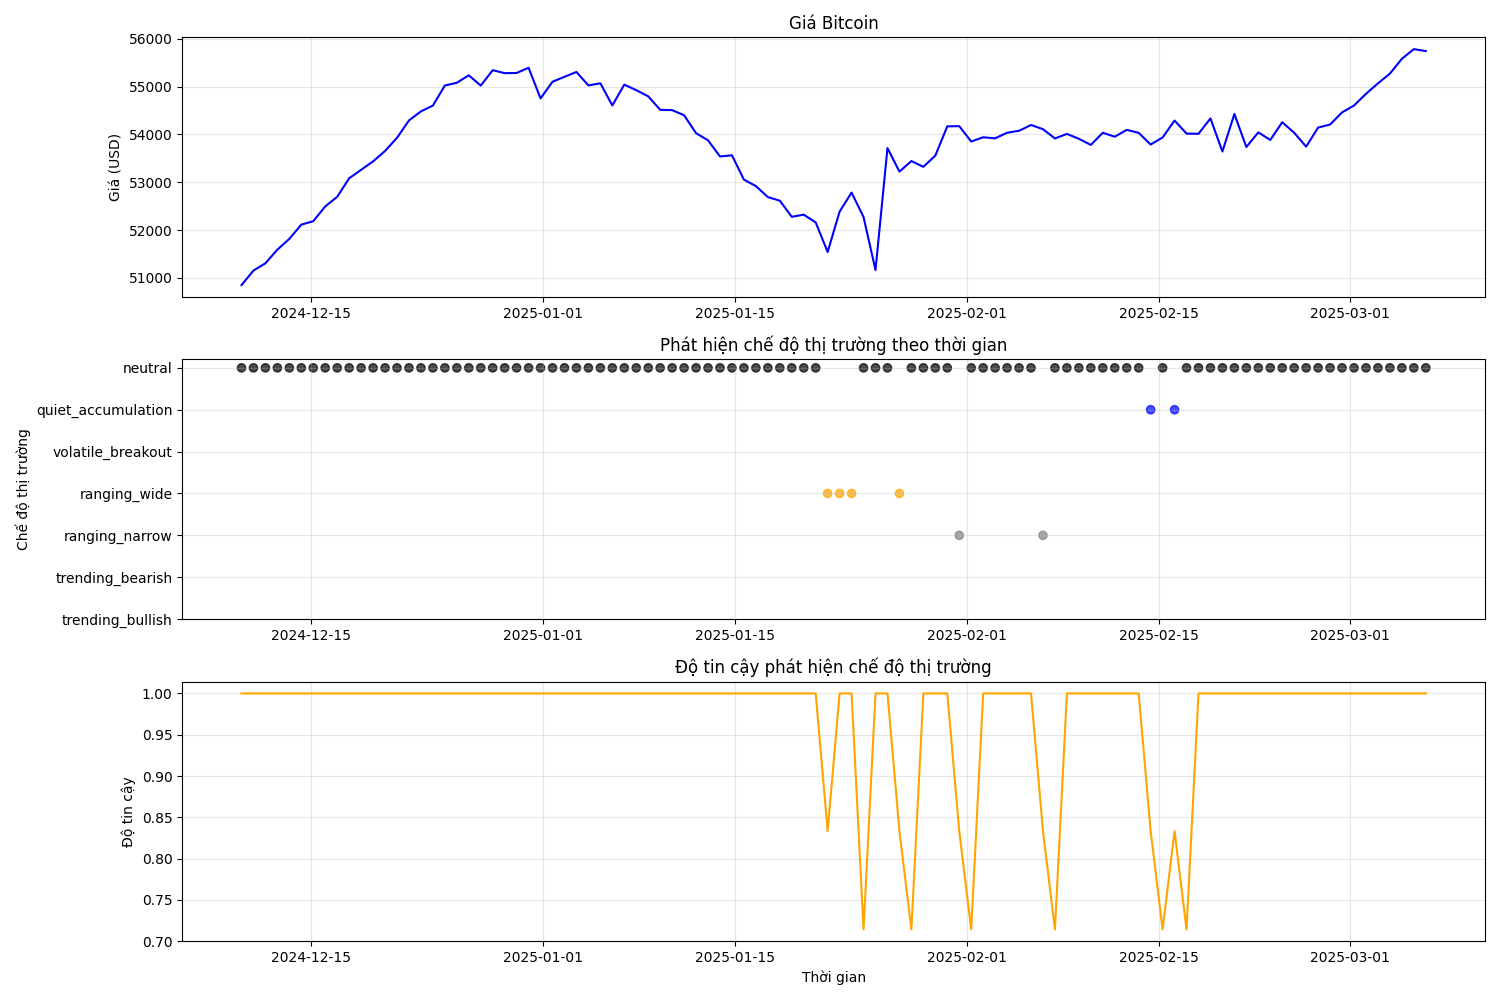 Giá Bitcoin
56000
55000
54000
53000
52000
51000
Giá (USD)
2024-12-15 2025-01-01 2025-01-15 2025-02-01 2025-02-15 2025-03-01
Phát hiện chế độ thị trường theo thời gian
neutral
quiet_accumulation
volatile_breakout
ranging_wide
ranging_narrow
trending_bearish
trending_bullish
Chế độ thị trường
2024-12-15 2025-01-01 2025-01-15 2025-02-01 2025-02-15 2025-03-01
Độ tin cậy phát hiện chế độ thị trường
1.00
0.95
0.90
0.85
0.80
0.75
0.70
Độ tin cậy
2024-12-15 2025-01-01 2025-01-15 2025-02-01 2025-02-15 2025-03-01
Thời gian